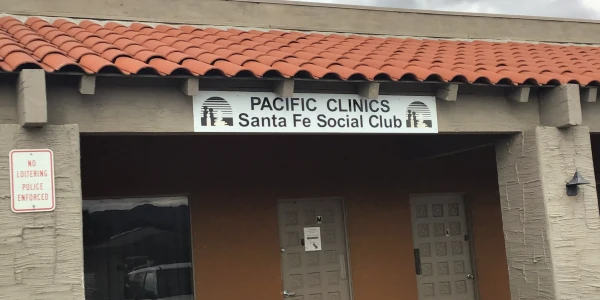 PACIFIC CLINICS
Santa Fe Social Club
NO
LOITERING
POLICE
ENFORCED